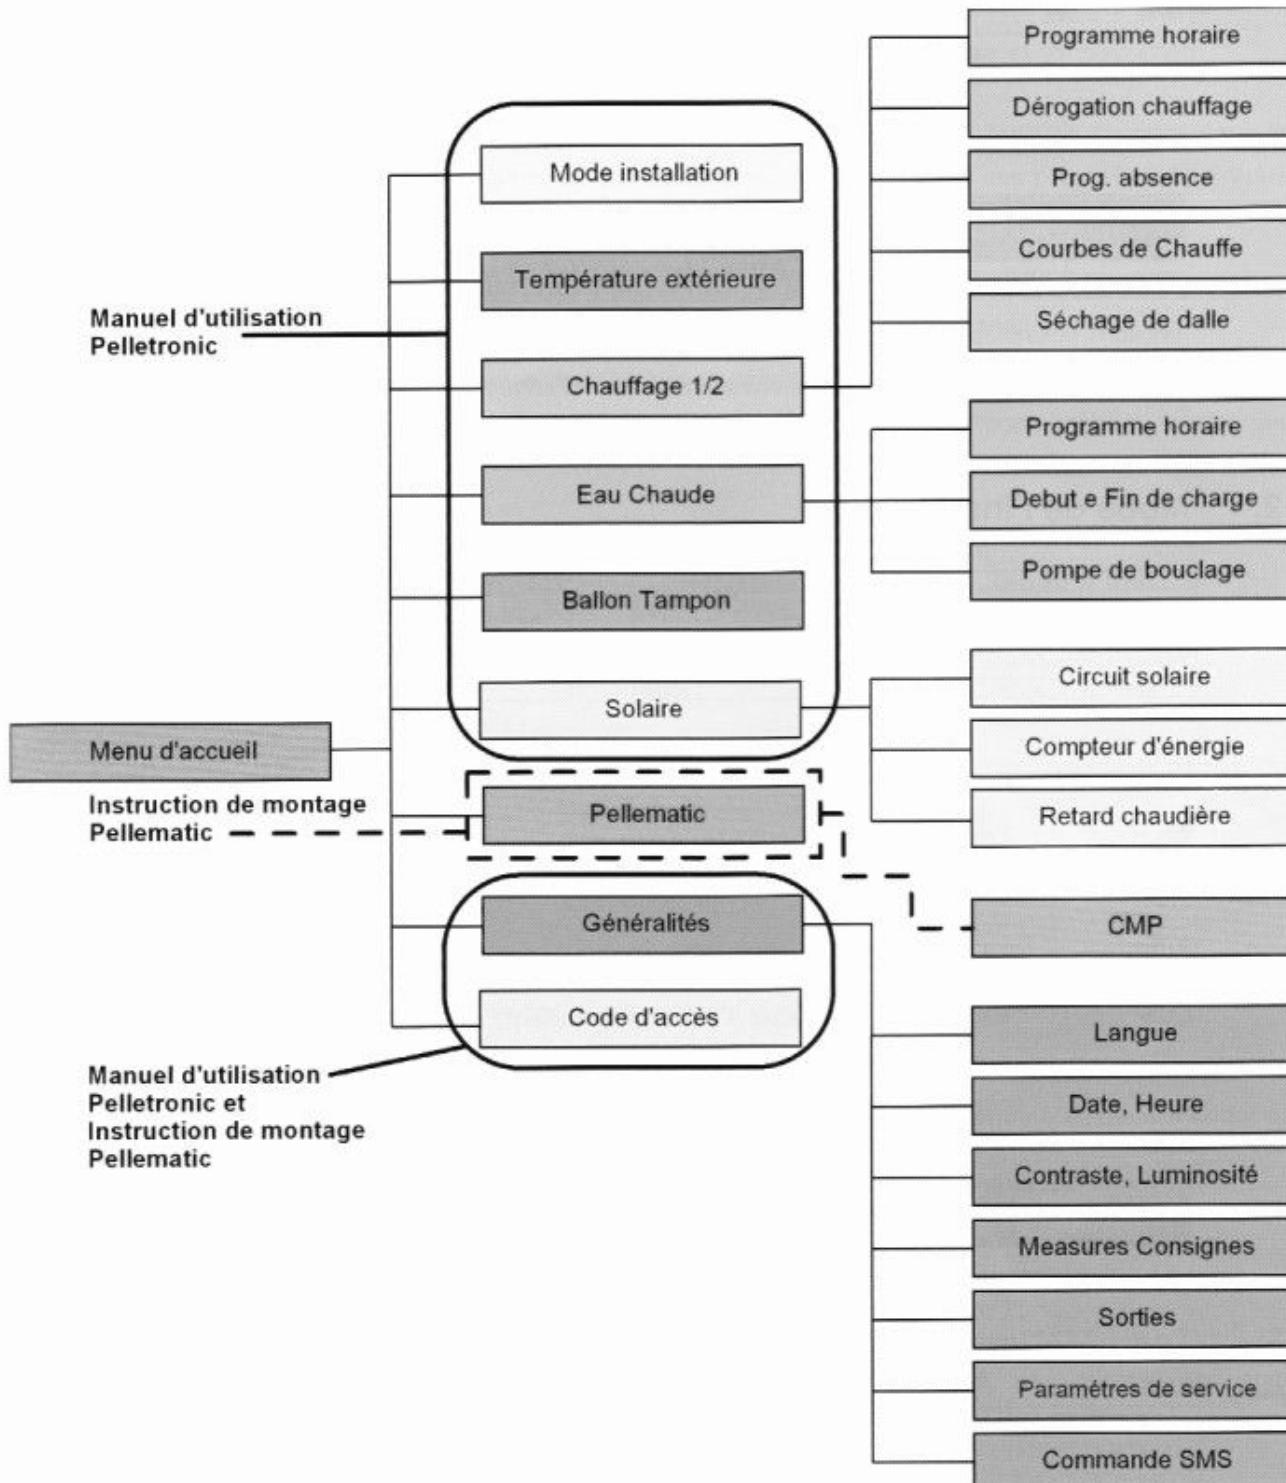 Programme horaire
Dérogation chauffage
Prog. absence
Courbes de Chauffe
Séchage de dalle
Mode installation
Température extérieure
Chauffage 1/2
Eau Chaude
Ballon Tampon
Solaire
Manuel d'utilisation
Pelletronic
Programme horaire
Debut e Fin de charge
Pompe de bouclage
Circuit solaire
Compteur d'énergie
Retard chaudière
Menu d'accueil
Instruction de montage
Pellematic
Pellematic
CMP
Généralités
Code d'accès
Manuel d'utilisation
Pelletronic et
Instruction de montage
Pellematic
Langue
Date, Heure
Contraste, Luminosité
Measures Consignes
Sorties
Paramétres de service
Commande SMS